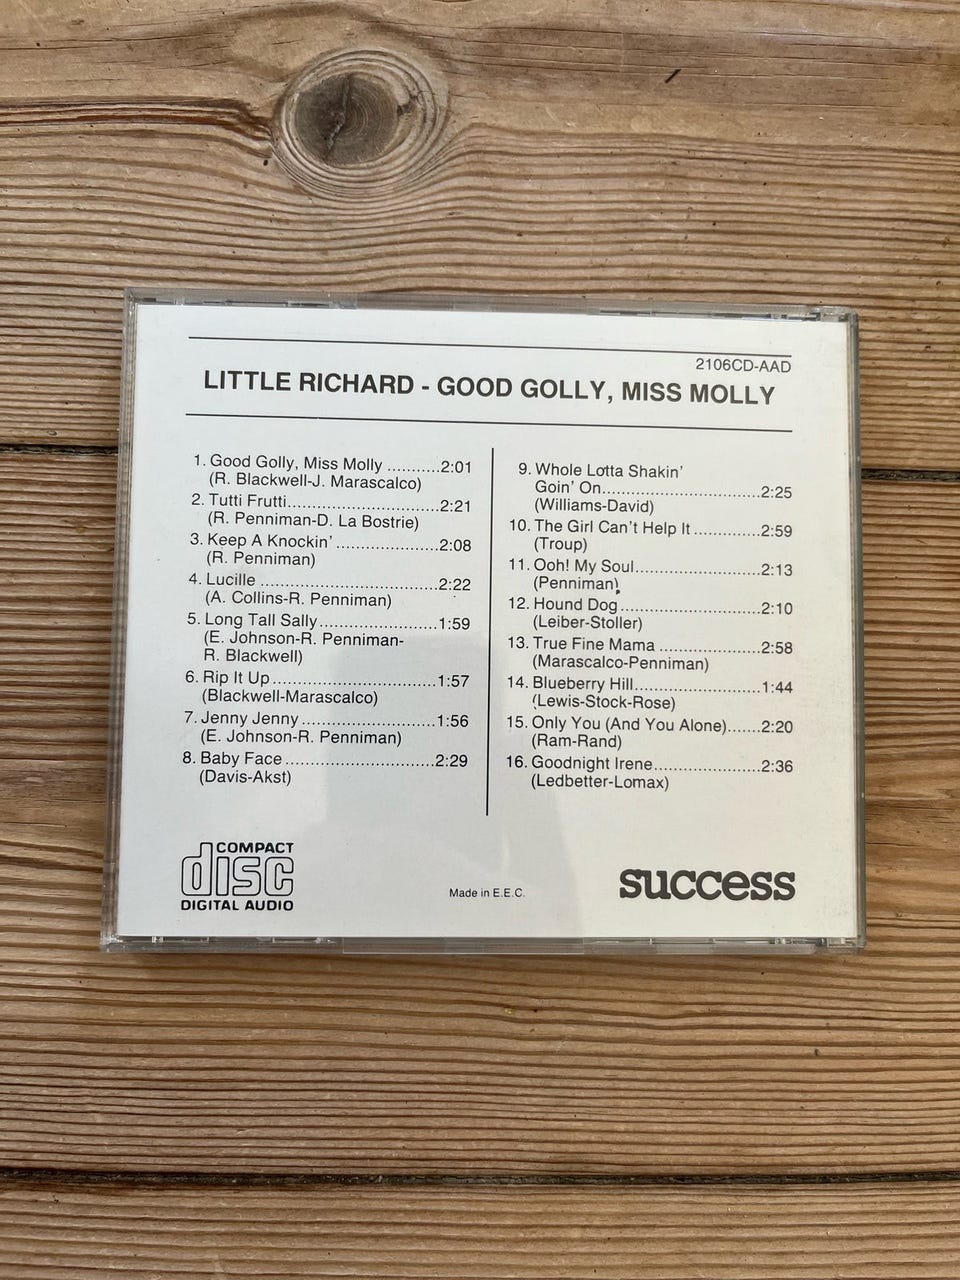 2106CD-AAD
LITTLE RICHARD - GOOD GOLLY, MISS MOLLY
1. Good Golly, Miss Molly ..........2:01
(R. Blackwell-J. Marascalco)
2. Tutti Frutti.............................2:21
(R. Penniman-D. La Bostrie)
3. Keep A Knockin' ...................2:08
(R. Penniman)
4. Lucille .................................2:22
(A. Collins-R. Penniman)
5. Long Tall Sally......................1:59
(E. Johnson-R. Penniman-
R. Blackwell)
6. Rip It Up ..............................1:57
(Blackwell-Marascalco)
7. Jenny Jenny .........................1:56
(E. Johnson-R. Penniman)
8. Baby Face ...........................2:29
(Davis-Akst)
9. Whole Lotta Shakin'
Goin' On.............................2:25
(Williams-David)
10. The Girl Can't Help It ............2:59
(Troup)
11. Ooh! My Soul.......................2:13
(Penniman)
12. Hound Dog..........................2:10
(Leiber-Stoller)
13. True Fine Mama ...................2:58
(Marascalco-Penniman)
14. Blueberry Hill.......................1:44
(Lewis-Stock-Rose)
15. Only You (And You Alone).......2:20
(Ram-Rand)
16. Goodnight Irene....................2:36
(Ledbetter-Lomax)
COMPACT
disc
DIGITAL AUDIO
Made in E.E.C.
success